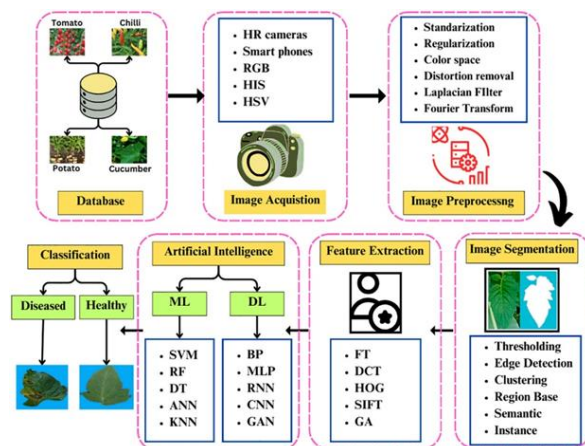 Tomato
Chilli
Potato
Cucumber
Database
• HR cameras
• Smart phones
• RGB
• HIS
• HSV
Image Acquistion
• Standarization
• Regularization
• Color space
• Distortion removal
• Laplacian FIlter
• Fourier Transform
Image Preprocessng
Image Segmentation
• Thresholding
• Edge Detection
• Clustering
• Region Base
• Semantic
• Instance
Feature Extraction
• FT
• DCT
• HOG
• SIFT
• GA
Artificial Intelligence
ML
DL
• SVM
• RF
• DT
• ANN
• KNN
• BP
• MLP
• RNN
• CNN
• GAN
Classification
Diseased
Healthy